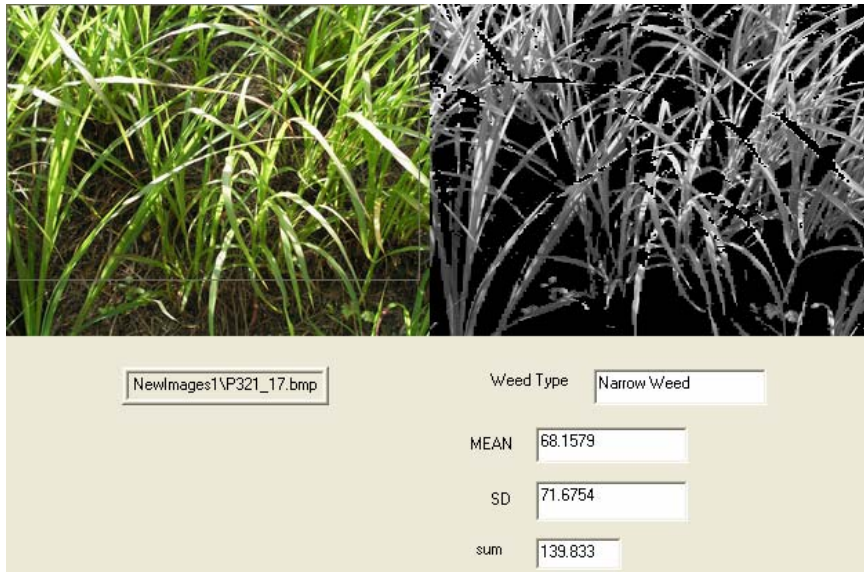 NewImages1\P321_17.bmp
Weed Type Narrow Weed
MEAN 68.1579
SD 71.6754
sum 139.833